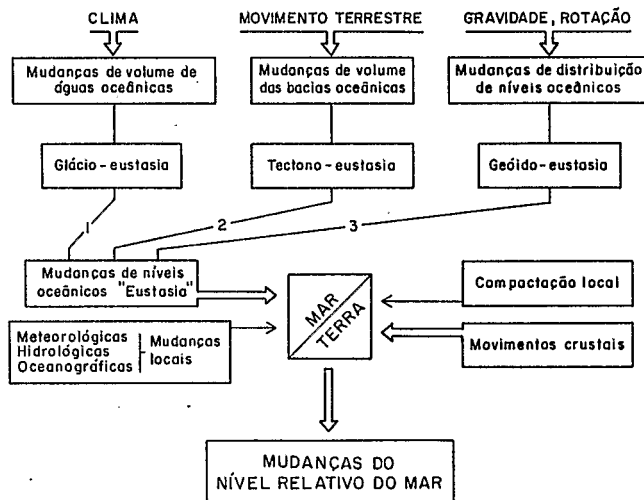 CLIMA
MOVIMENTO TERRESTRE
GRAVIDADE, ROTAÇÃO
Mudanças de volume de
águas oceânicas
Mudanças de volume
das bacias oceânicas
Mudanças de distribuição
de níveis oceânicos
Glácio-eustasia
Tectono-eustasia
Geóido-eustasia
1
2
3
Mudanças de níveis
oceânicos "Eustasia"
MAR
TERRA
Compactação local
Meteorológicas
Hidrológicas
Oceanográficas
Mudanças
locais
Movimentos crustais
MUDANÇAS DO
NÍVEL RELATIVO DO MAR